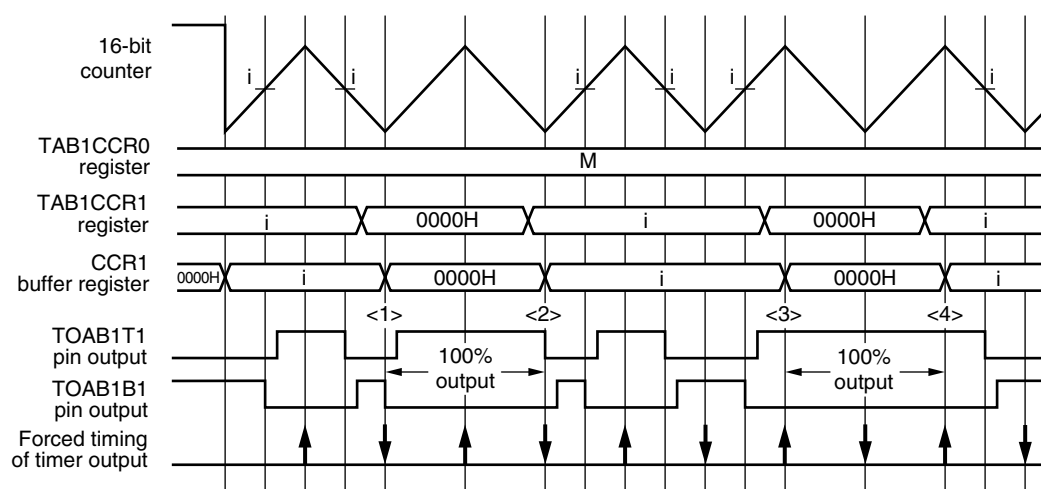 16-bit
counter
i i i i i i
TAB1CCR0
register
M
TAB1CCR1
register
i 0000H i 0000H i
CCR1
buffer register
0000H i 0000H i 0000H i
<1> <2> <3> <4>
TOAB1T1
pin output
100%
output
100%
output
TOAB1B1
pin output
Forced timing
of timer output